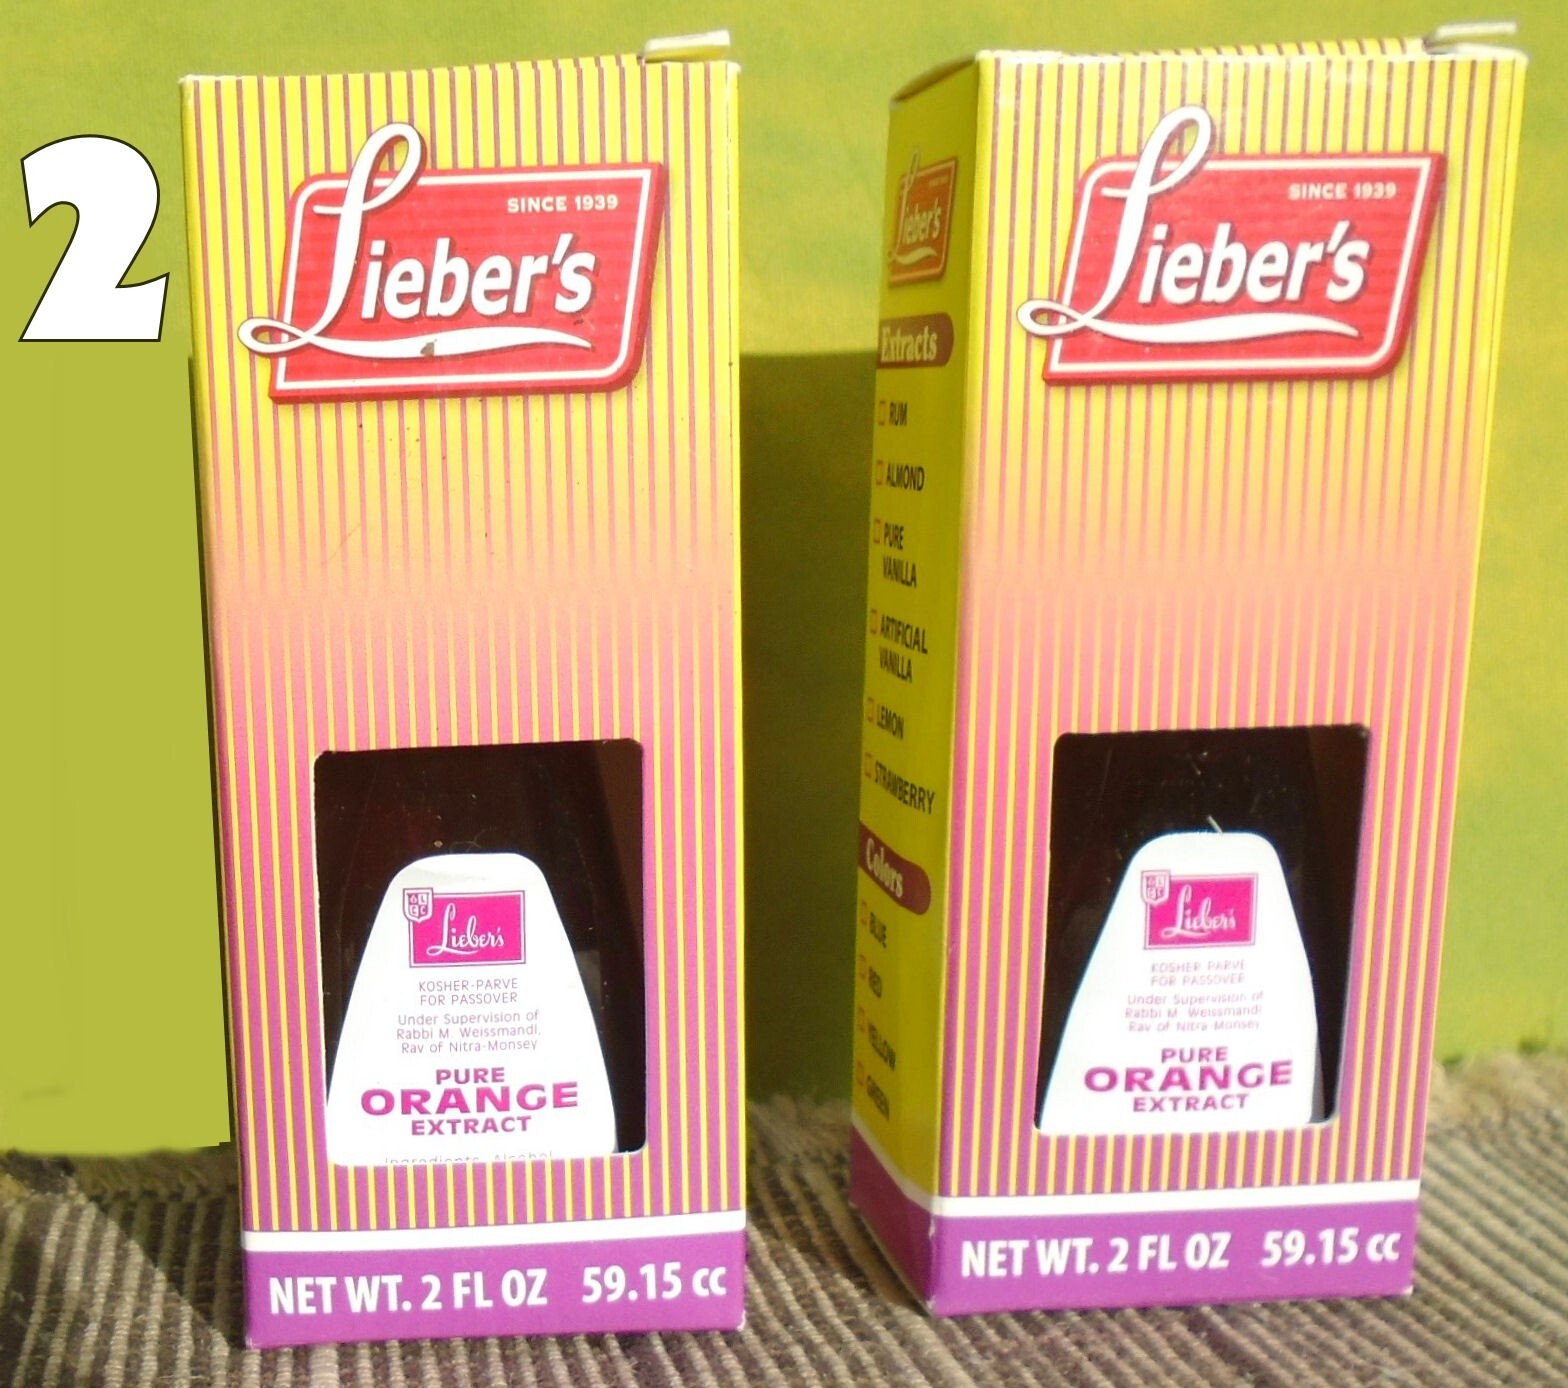 2
SINCE 1939
Lieber's
Lieber's
KOSHER-PARVE
FOR PASSOVER
Under Supervision of
Rabbi M. Weissmandl,
Rav of Nitra-Monsey
PURE
ORANGE
EXTRACT
Ingredients Alcohol
NET WT. 2 FL OZ 59.15 cc
Lieber's
Extracts
RUM
ALMOND
PURE
VANILLA
ARTIFICIAL
VANILLA
LEMON
STRAWBERRY
Colors
BLUE
RED
YELLOW
GREEN
SINCE 1939
Lieber's
Lieber's
KOSHER PARVE
FOR PASSOVER
Under Supervision of
Rabbi M. Weissmandl
Rav of Nitra-Monsey
PURE
ORANGE
EXTRACT
NET WT. 2 FL OZ 59.15 cc